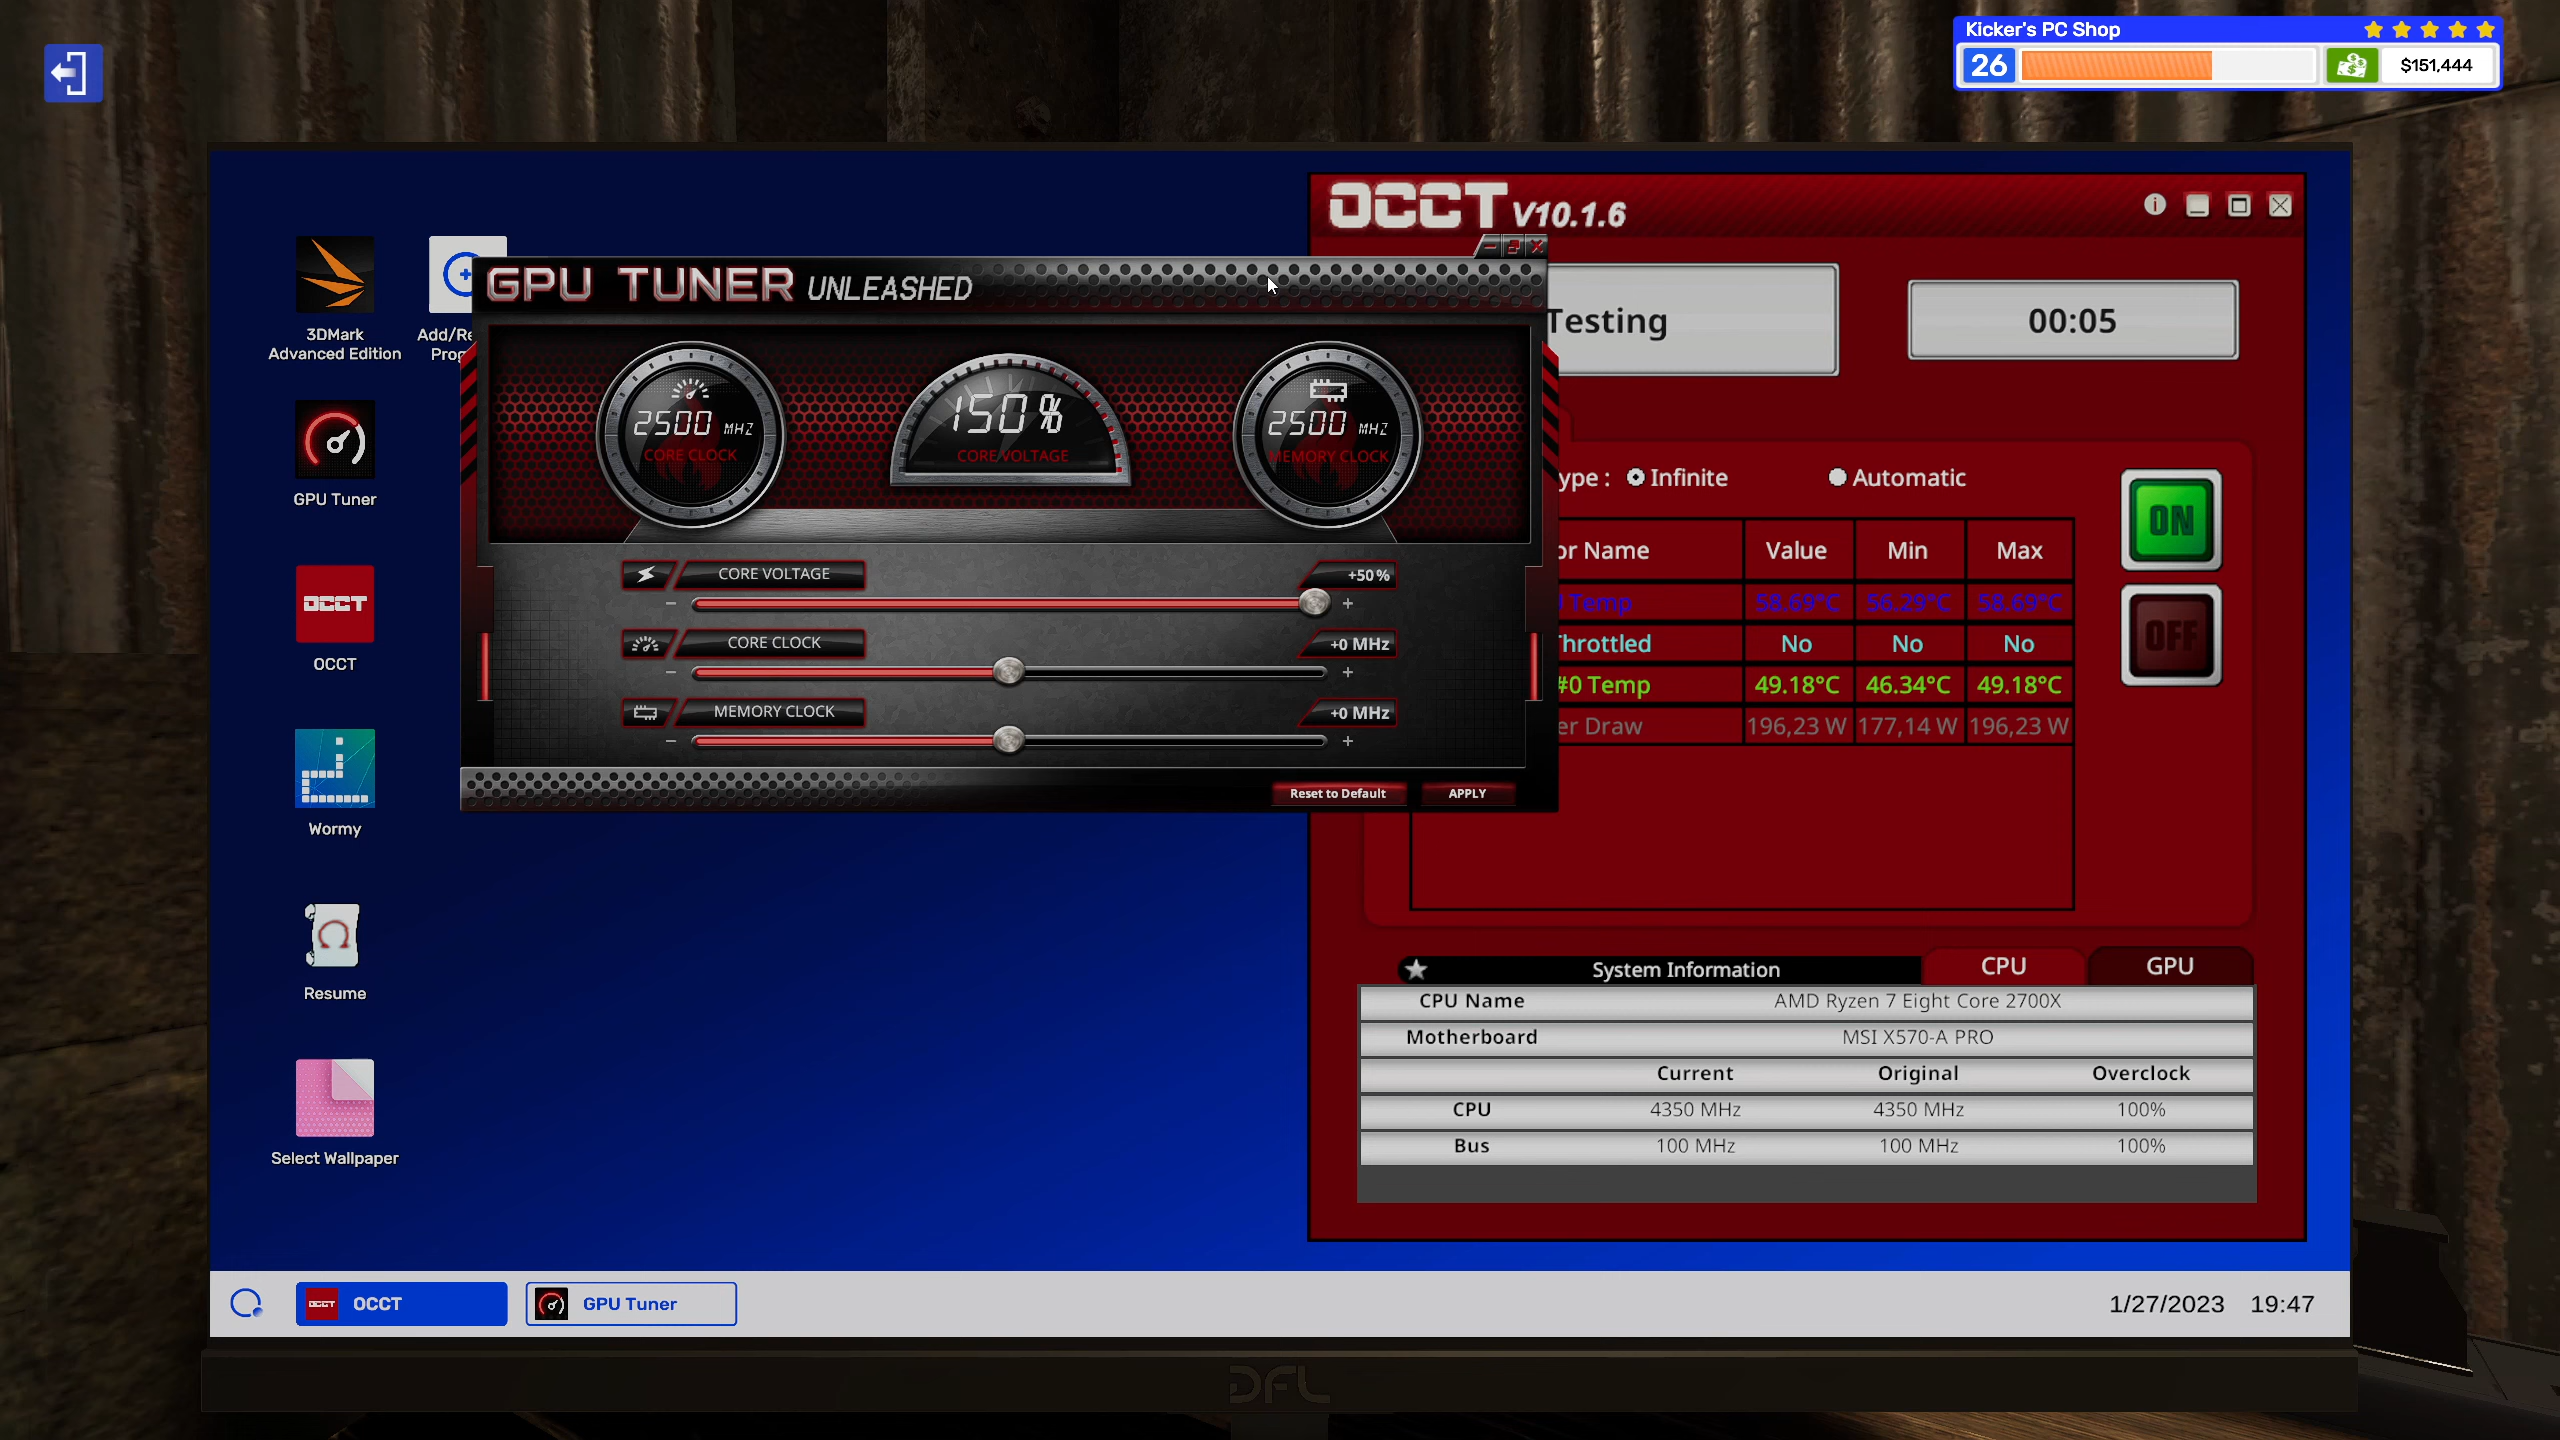 Kicker's PC Shop
26
$151,444
OCCT V10.1.6
GPU TUNER UNLEASHED
Testing
00:05
3DMark
Advanced Edition
Add/Re
Prog
2500 MHZ
CORE CLOCK
150%
CORE VOLTAGE
2500 MHZ
MEMORY CLOCK
GPU Tuner
ype : Infinite Automatic
ON
OFF
or Name Value Min Max
Temp 58.69°C 56.29°C 58.69°C
hrottled No No No
#0 Temp 49.18°C 46.34°C 49.18°C
er Draw 196,23 W 177,14 W 196,23 W
CORE VOLTAGE +50%
- +
CORE CLOCK +0 MHz
- +
MEMORY CLOCK +0 MHz
- +
Reset to Default APPLY
OCCT
OCCT
Wormy
Resume
Select Wallpaper
System Information CPU GPU
CPU Name AMD Ryzen 7 Eight Core 2700X
Motherboard MSI X570-A PRO
Current Original Overclock
CPU 4350 MHz 4350 MHz 100%
Bus 100 MHz 100 MHz 100%
OCCT OCCT
GPU Tuner
1/27/2023 19:47
DFL